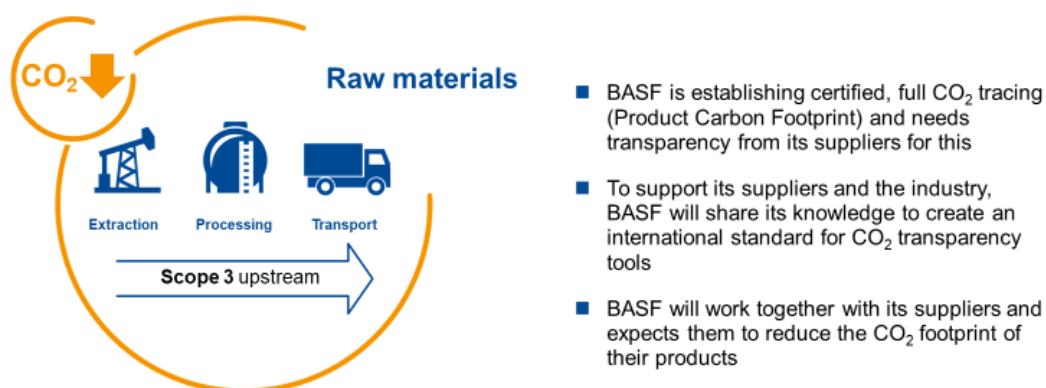 CO₂
Raw materials
Extraction
Processing
Transport
Scope 3 upstream
BASF is establishing certified, full CO₂ tracing
(Product Carbon Footprint) and needs
transparency from its suppliers for this
To support its suppliers and the industry,
BASF will share its knowledge to create an
international standard for CO₂ transparency
tools
BASF will work together with its suppliers and
expects them to reduce the CO₂ footprint of
their products